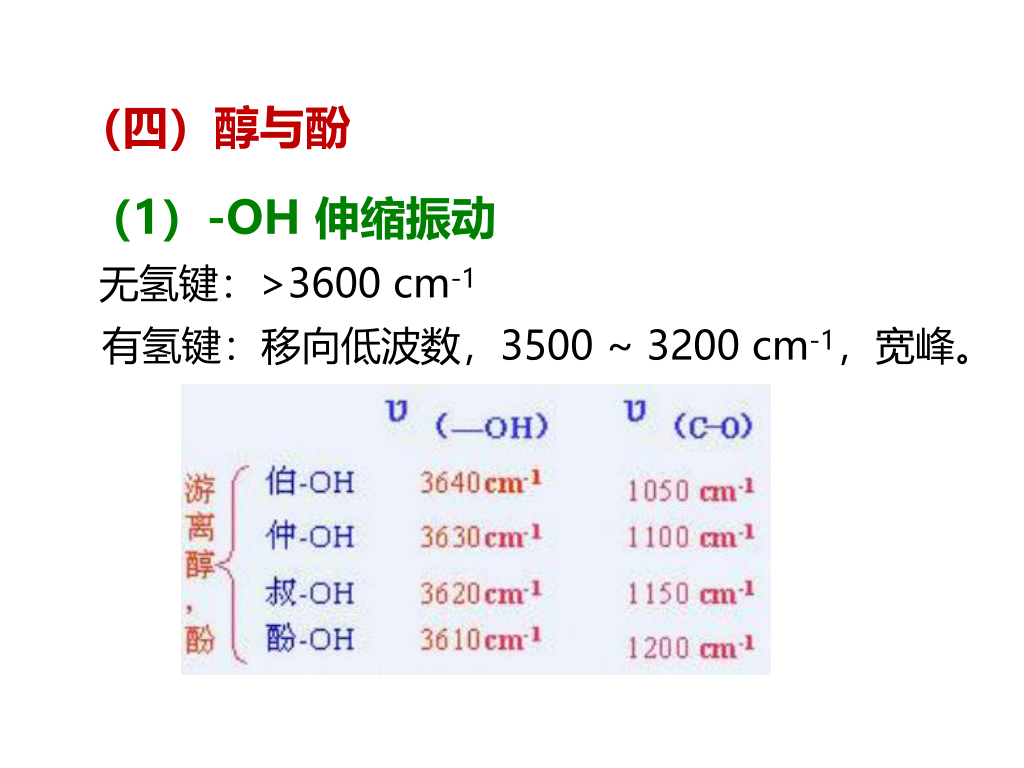 (四）醇与酚
（1）-OH 伸缩振动
无氢键：>3600 cm-1
有氢键：移向低波数，3500 ~ 3200 cm-1，宽峰。
υ（—OH） υ（C-O）
游离醇，酚
伯-OH 3640cm-1 1050 cm-1
仲-OH 3630cm-1 1100 cm-1
叔-OH 3620cm-1 1150 cm-1
酚-OH 3610cm-1 1200 cm-1